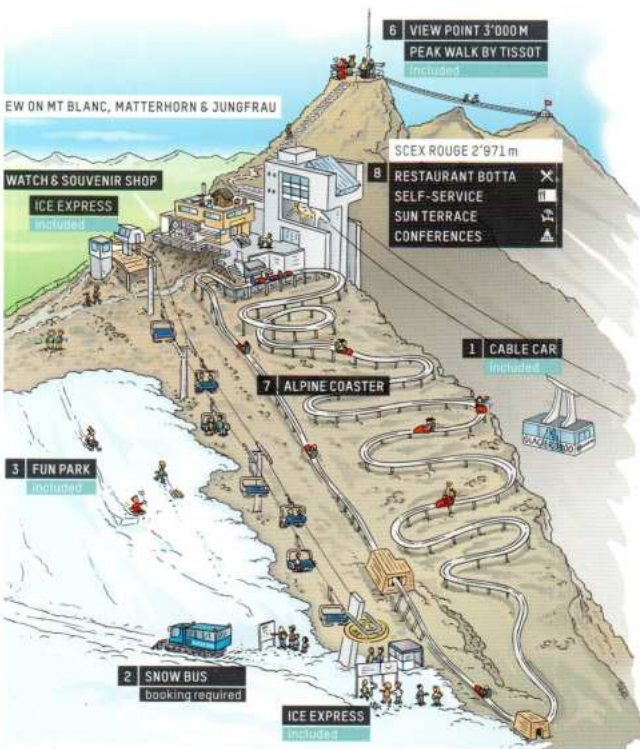 6 VIEW POINT 3'000 M
PEAK WALK BY TISSOT
included
EW ON MT BLANC, MATTERHORN & JUNGFRAU
SCEX ROUGE 2'971 m
8 RESTAURANT BOTTA
SELF-SERVICE
SUN TERRACE
CONFERENCES
WATCH & SOUVENIR SHOP
ICE EXPRESS
included
1 CABLE CAR
included
7 ALPINE COASTER
3 FUN PARK
included
2 SNOW BUS
booking required
ICE EXPRESS
included